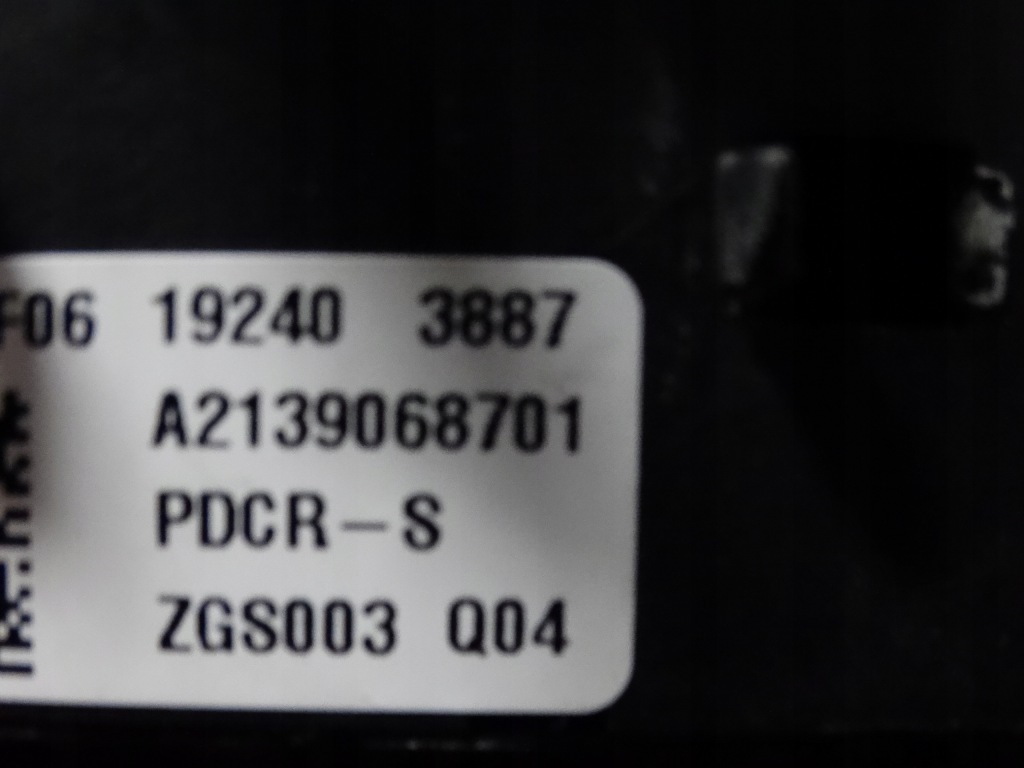 F06 19240 3887
A2139068701
PDCR-S
ZGS003 Q04